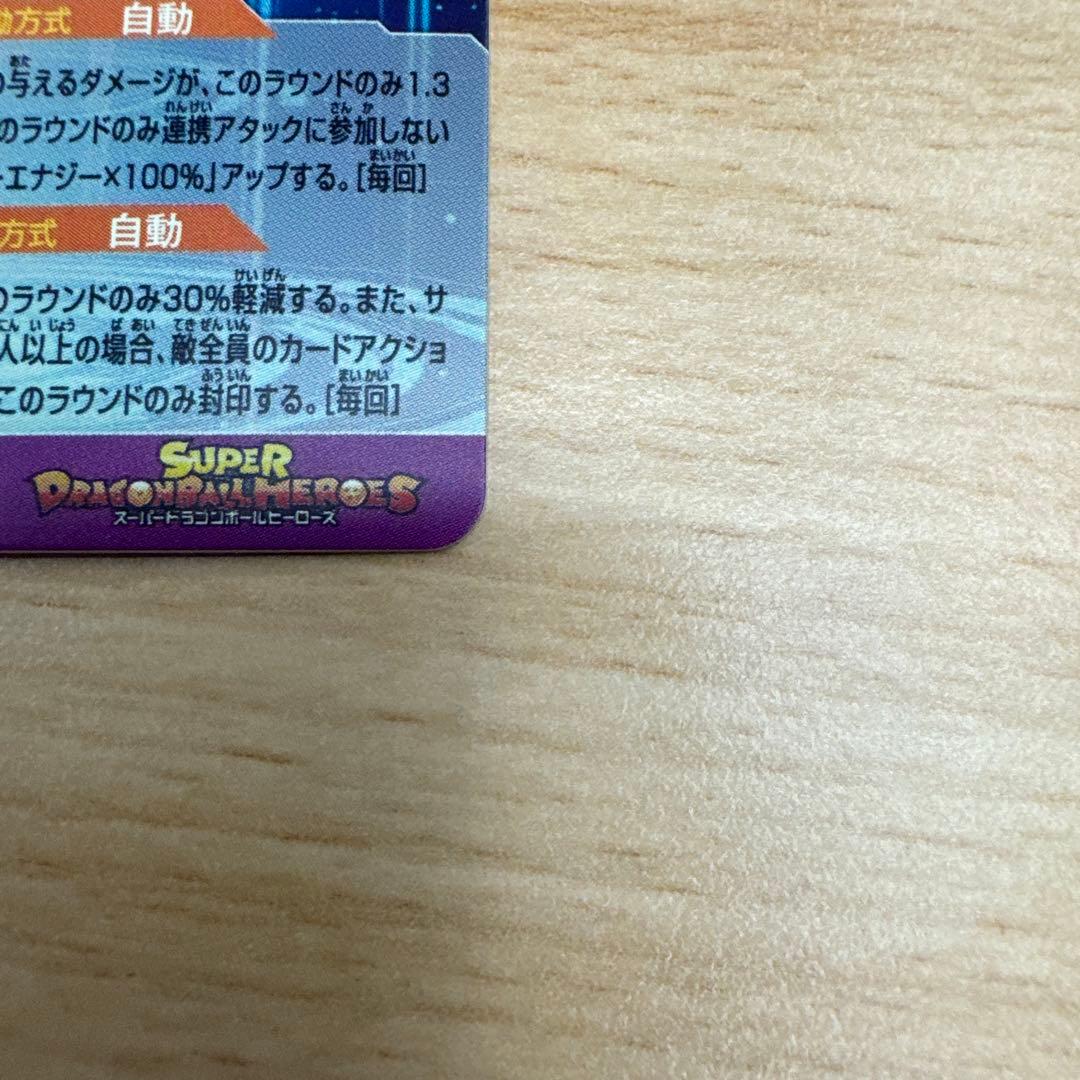 動方式 自動
与えるダメージが、このラウンドのみ1.3
のラウンドのみ連携アタックに参加しない
エナジー×100%」アップする。[毎回]
方式 自動
のラウンドのみ30%軽減する。また、サ
人以上の場合、敵全員のカードアクショ
このラウンドのみ封印する。[毎回]
SUPER
DRAGONBALL HEROES
スーパードラゴンボールヒーローズ